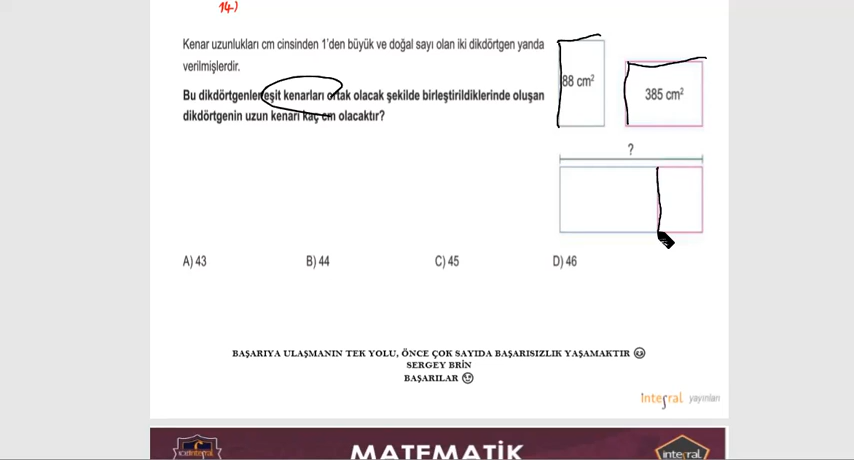 14)
Kenar uzunlukları cm cinsinden 1'den büyük ve doğal sayı olan iki dikdörtgen yanda
verilmişlerdir.
Bu dikdörtgenler eşit kenarları ortak olacak şekilde birleştirildiklerinde oluşan
dikdörtgenin uzun kenarı kaç cm olacaktır?
88 cm²
385 cm²
?
A) 43 B) 44 C) 45 D) 46
BAŞARIYA ULAŞMANIN TEK YOLU, ÖNCE ÇOK SAYIDA BAŞARISIZLIK YAŞAMAKTIR
SERGEY BRİN
BAŞARILAR
integral yayınları
MATEMATİK
integral